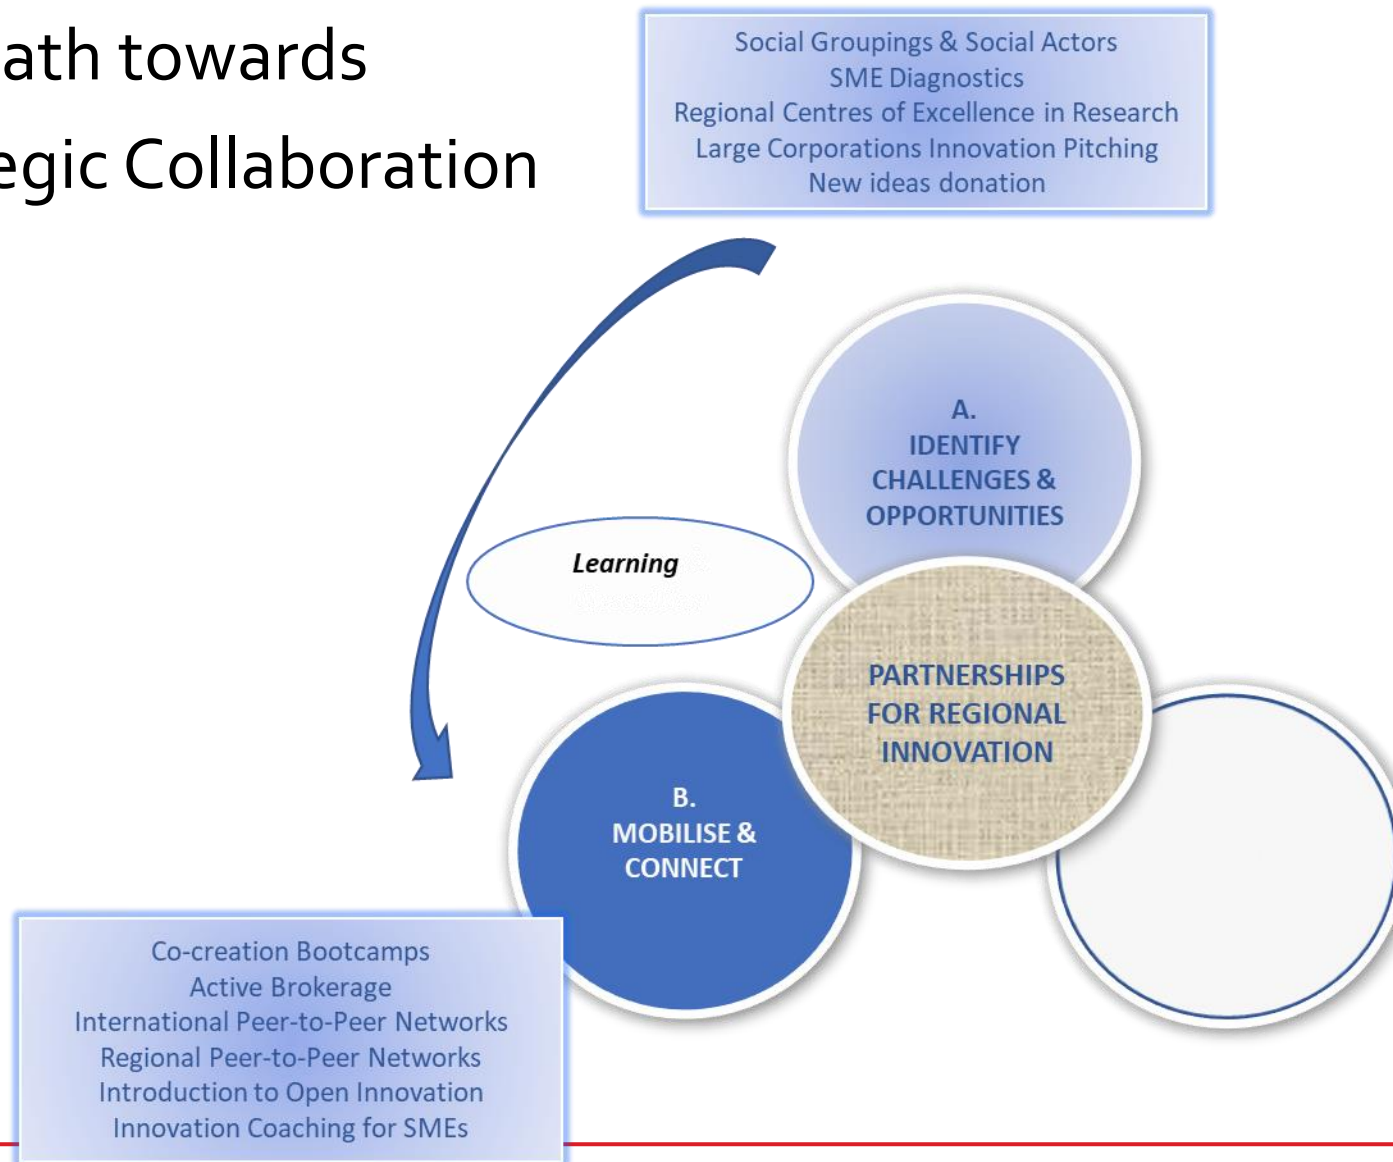 ath towards
egic Collaboration
Social Groupings & Social Actors
SME Diagnostics
Regional Centres of Excellence in Research
Large Corporations Innovation Pitching
New ideas donation
A.
IDENTIFY
CHALLENGES &
OPPORTUNITIES
Learning
PARTNERSHIPS
FOR REGIONAL
INNOVATION
B.
MOBILISE &
CONNECT
Co-creation Bootcamps
Active Brokerage
International Peer-to-Peer Networks
Regional Peer-to-Peer Networks
Introduction to Open Innovation
Innovation Coaching for SMEs